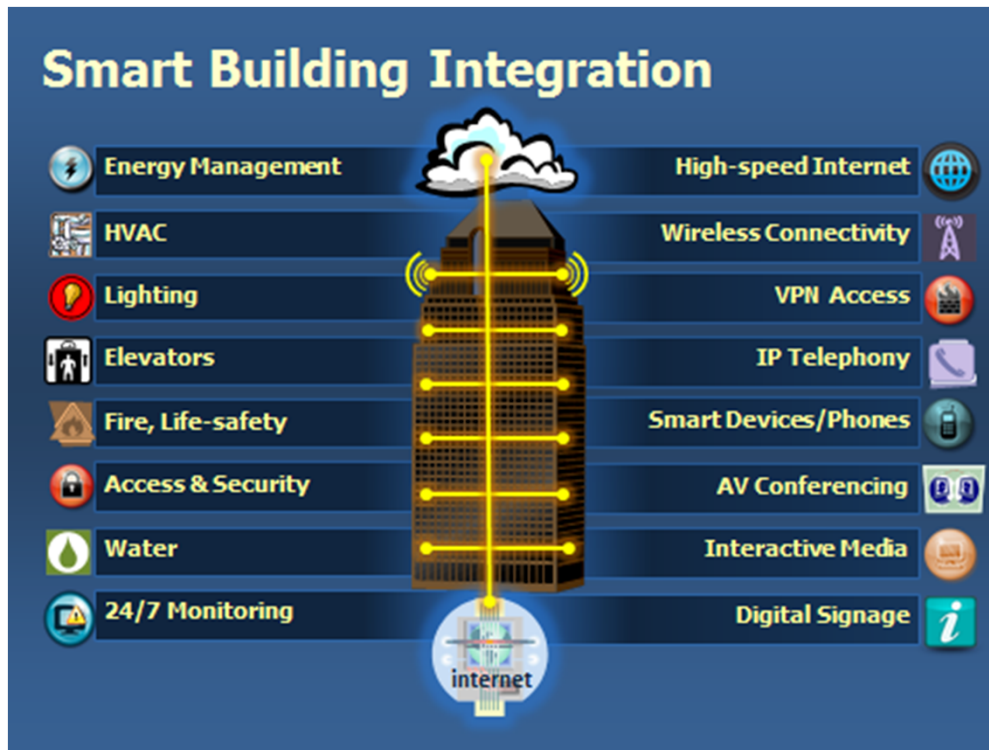 Smart Building Integration
Energy Management
HVAC
Lighting
Elevators
Fire, Life-safety
Access & Security
Water
24/7 Monitoring
High-speed Internet
Wireless Connectivity
VPN Access
IP Telephony
Smart Devices/Phones
AV Conferencing
Interactive Media
Digital Signage
i
internet